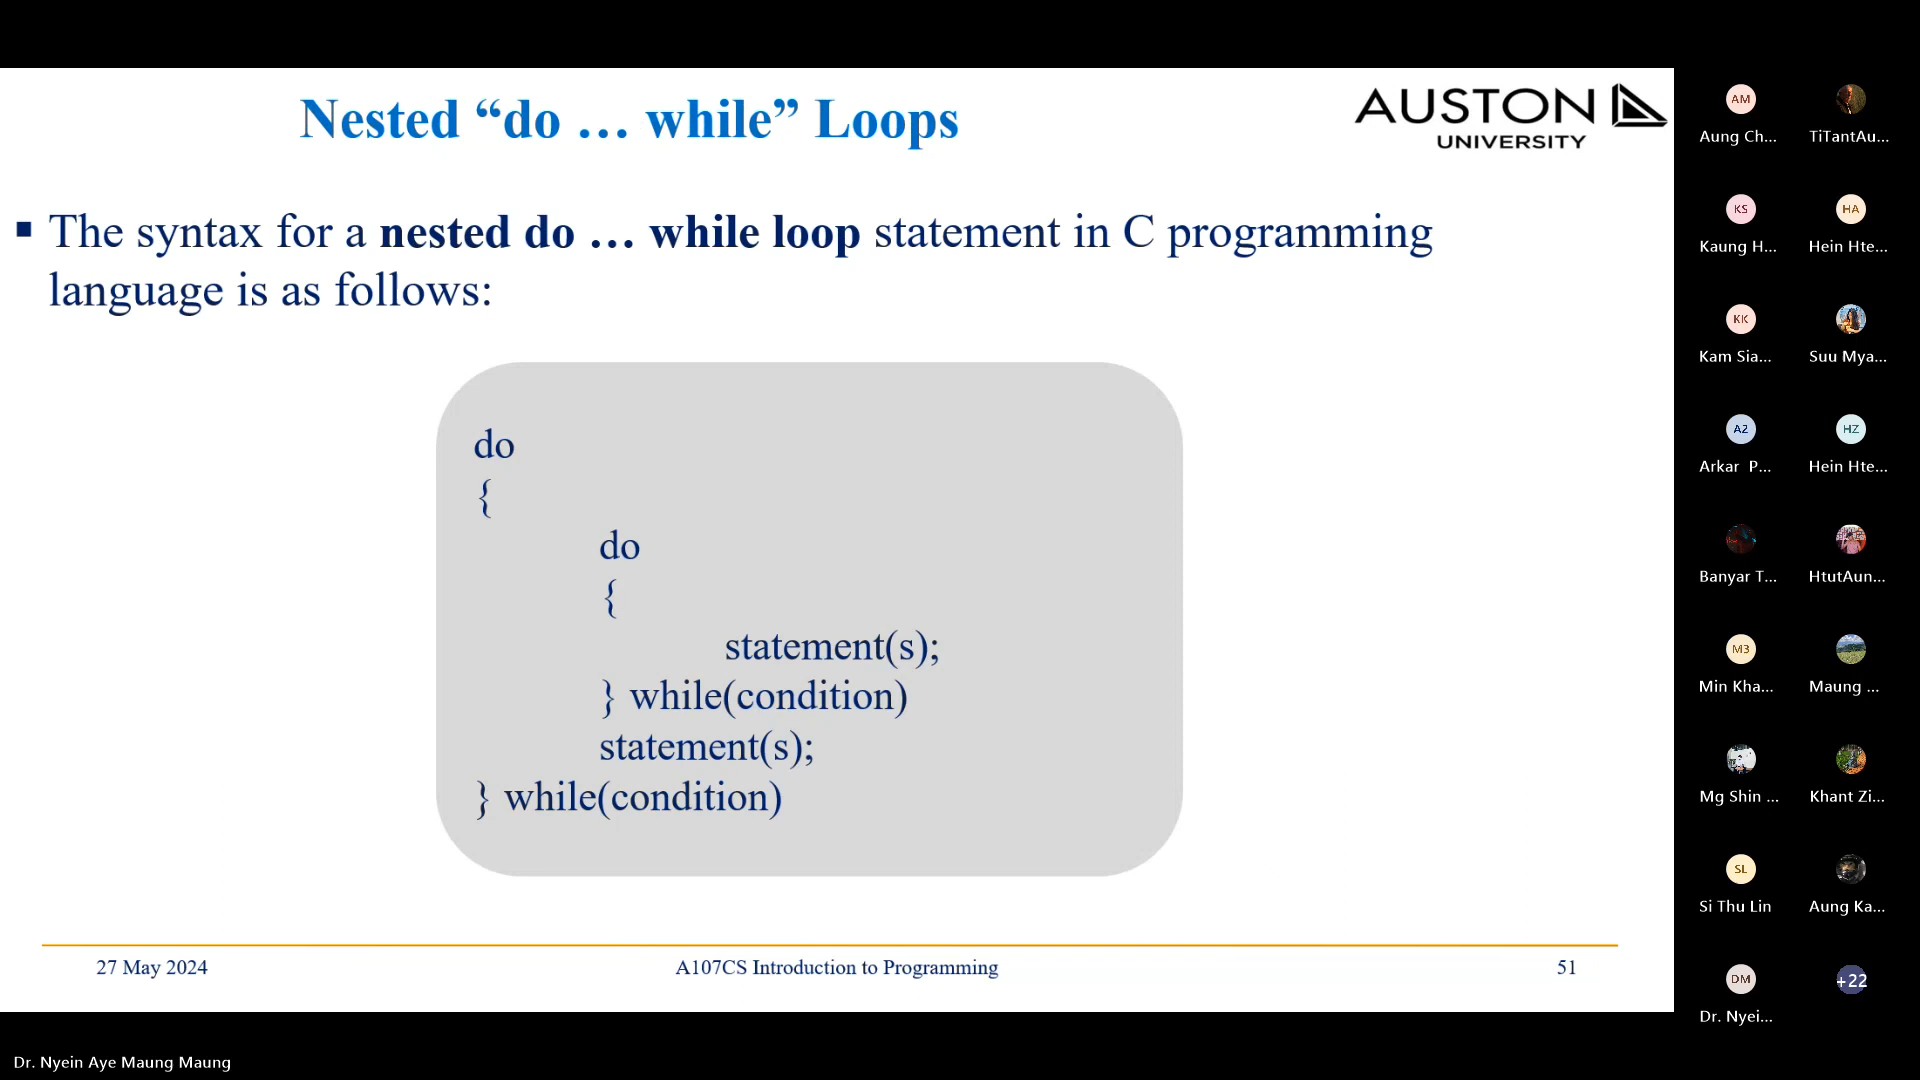 Nested “do … while” Loops
AUSTON
UNIVERSITY
▪ The syntax for a nested do … while loop statement in C programming
language is as follows:
do
{
do
{
statement(s);
} while(condition)
statement(s);
} while(condition)
27 May 2024
A107CS Introduction to Programming
51
AM
Aung Ch...
TiTantAu...
KS
HA
Kaung H...
Hein Hte...
KK
Kam Sia...
Suu Mya...
A2
HZ
Arkar P...
Hein Hte...
Banyar T...
HtutAun...
M3
Min Kha...
Maung ...
Mg Shin ...
Khant Zi...
SL
Si Thu Lin
Aung Ka...
DM
+22
Dr. Nyei...
Dr. Nyein Aye Maung Maung